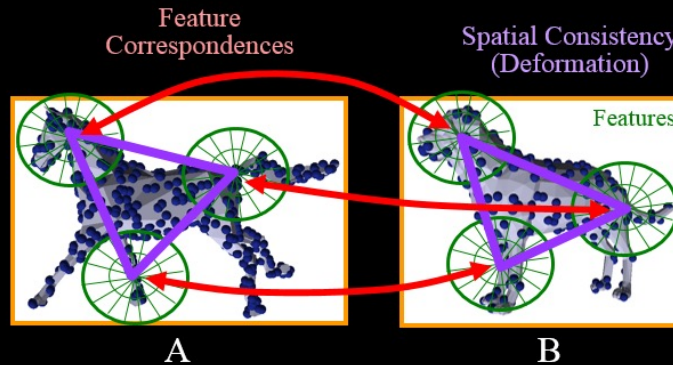 Feature
Correspondences
Spatial Consistency
(Deformation)
Features
A
B